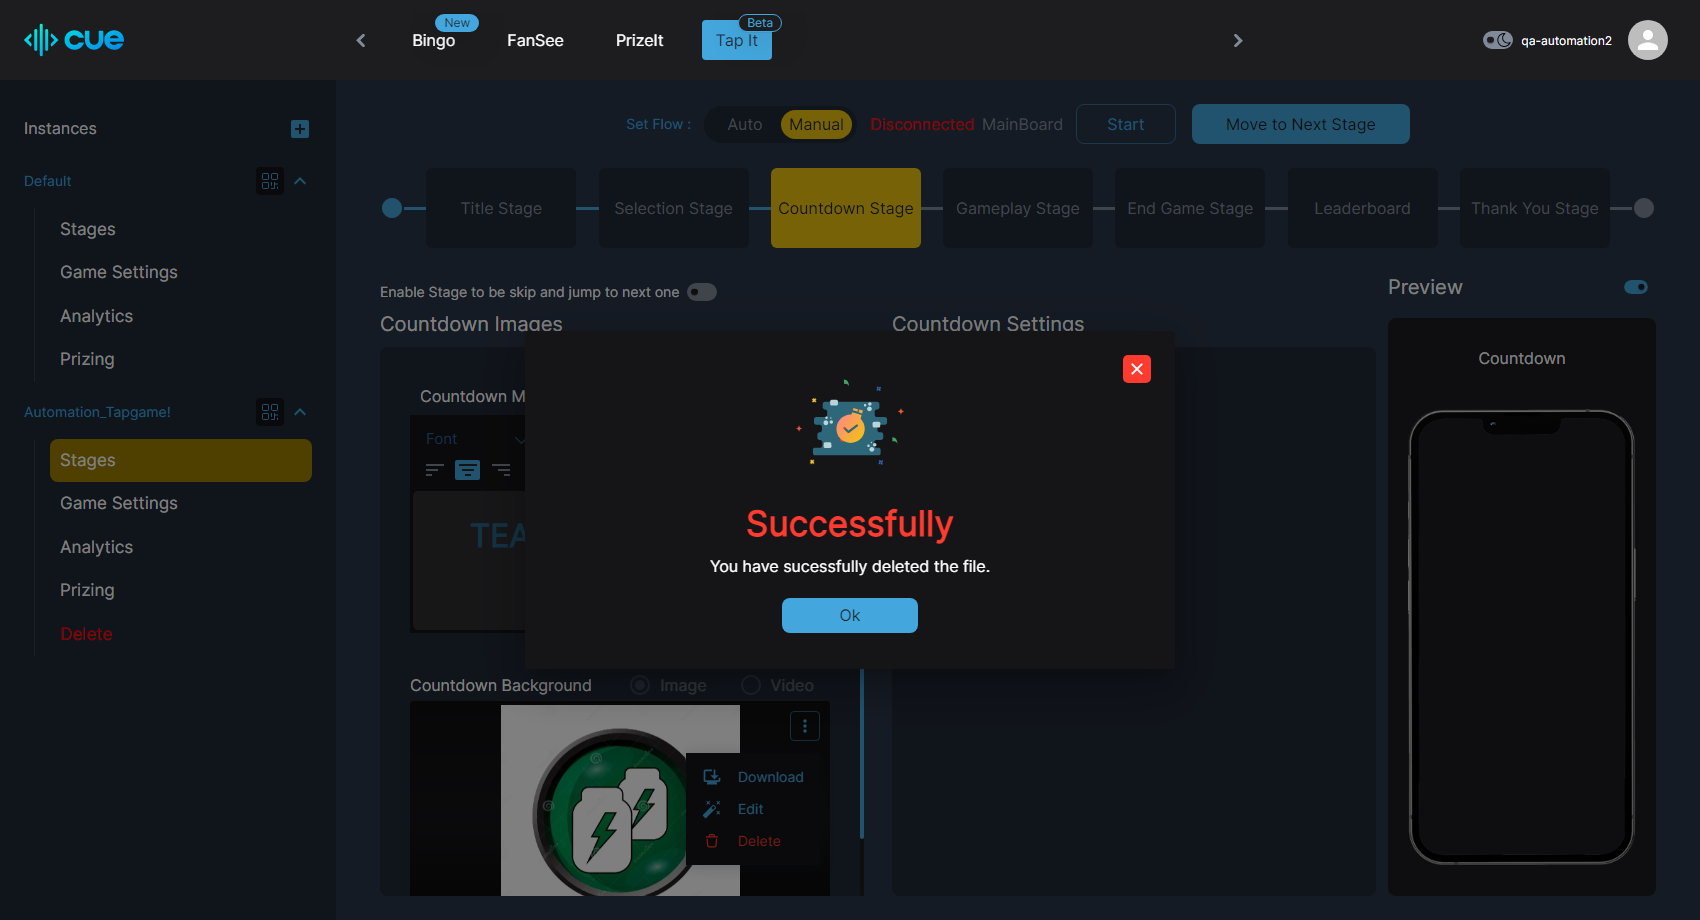 cue
New
Bingo
FanSee
PrizeIt
Beta
Tap It
qa-automation2
Instances
Default
Stages
Game Settings
Analytics
Prizing
Automation_Tapgame!
Stages
Game Settings
Analytics
Prizing
Delete
Set Flow :
Auto
Manual
Disconnected MainBoard
Start
Move to Next Stage
Title Stage
Selection Stage
Countdown Stage
Gameplay Stage
End Game Stage
Leaderboard
Thank You Stage
Enable Stage to be skip and jump to next one
Countdown Images
Countdown Settings
Preview
Countdown M
Font
TEA
Successfully
You have sucessfully deleted the file.
Ok
Countdown Background
Image
Video
Download
Edit
Delete
Countdown